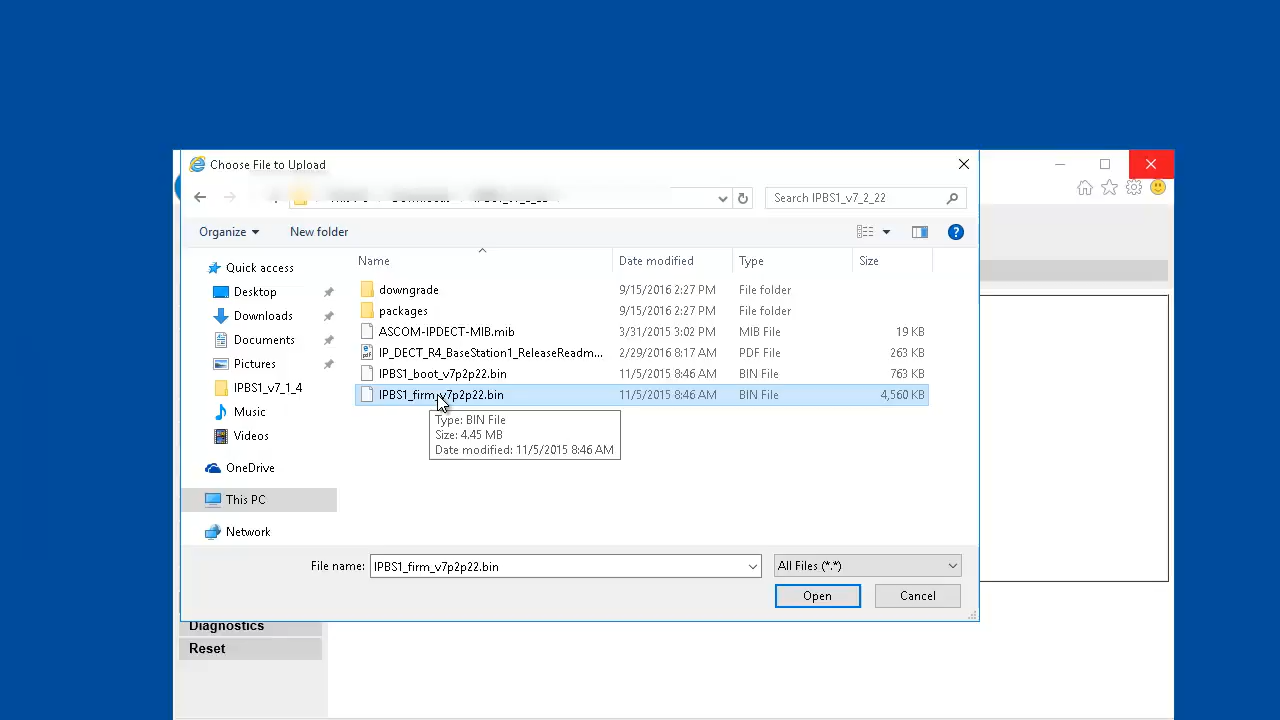 Choose File to Upload
Search IPBS1_v7_2_22
Organize
New folder
Name
Date modified
Type
Size
Quick access
Desktop
Downloads
Documents
Pictures
IPBS1_v7_1_4
Music
Videos
OneDrive
This PC
Network
downgrade 9/15/2016 2:27 PM File folder
packages 9/15/2016 2:27 PM File folder
ASCOM-IPDECT-MIB.mib 3/31/2015 3:02 PM MIB File 19 KB
IP_DECT_R4_BaseStation1_ReleaseReadm... 2/29/2016 8:17 AM PDF File 263 KB
IPBS1_boot_v7p2p22.bin 11/5/2015 8:46 AM BIN File 763 KB
IPBS1_firm_v7p2p22.bin 11/5/2015 8:46 AM BIN File 4,560 KB
Type: BIN File
Size: 4.45 MB
Date modified: 11/5/2015 8:46 AM
File name: IPBS1_firm_v7p2p22.bin
All Files (*.*)
Open
Cancel
Diagnostics
Reset